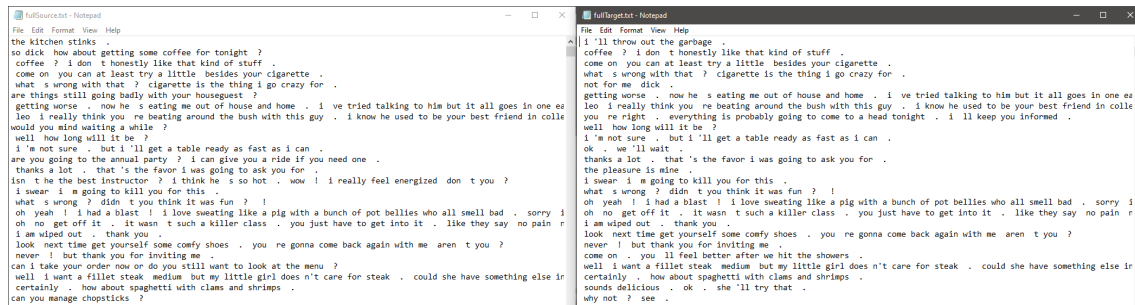 fullSource.txt - Notepad
File Edit Format View Help
the kitchen stinks .
so dick how about getting some coffee for tonight ?
coffee ? i don t honestly like that kind of stuff .
come on you can at least try a little besides your cigarette .
what s wrong with that ? cigarette is the thing i go crazy for .
are things still going badly with your houseguest ?
getting worse . now he s eating me out of house and home . i ve tried talking to him but it all goes in one ea
leo i really think you re beating around the bush with this guy . i know he used to be your best friend in colle
would you mind waiting a while ?
well how long will it be ?
i 'm not sure . but i 'll get a table ready as fast as i can .
are you going to the annual party ? i can give you a ride if you need one .
thanks a lot . that 's the favor i was going to ask you for .
isn t he the best instructor ? i think he s so hot . wow ! i really feel energized don t you ?
i swear i m going to kill you for this .
what s wrong ? didn t you think it was fun ? !
oh yeah ! i had a blast ! i love sweating like a pig with a bunch of pot bellies who all smell bad . sorry i
oh no get off it . it wasn t such a killer class . you just have to get into it . like they say no pain n
i am wiped out . thank you .
look next time get yourself some comfy shoes . you re gonna come back again with me aren t you ?
never ! but thank you for inviting me .
can i take your order now or do you still want to look at the menu ?
well i want a fillet steak medium but my little girl does n't care for steak . could she have something else in
certainly . how about spaghetti with clams and shrimps .
can you manage chopsticks ?
fullTarget.txt - Notepad
File Edit Format View Help
i 'll throw out the garbage .
coffee ? i don t honestly like that kind of stuff .
come on you can at least try a little besides your cigarette .
what s wrong with that ? cigarette is the thing i go crazy for .
not for me dick .
getting worse . now he s eating me out of house and home . i ve tried talking to him but it all goes in one ea
leo i really think you re beating around the bush with this guy . i know he used to be your best friend in colle
you re right . everything is probably going to come to a head tonight . i ll keep you informed .
well how long will it be ?
i 'm not sure . but i 'll get a table ready as fast as i can .
ok . we 'll wait .
thanks a lot . that 's the favor i was going to ask you for .
the pleasure is mine .
i swear i m going to kill you for this .
what s wrong ? didn t you think it was fun ? !
oh yeah ! i had a blast ! i love sweating like a pig with a bunch of pot bellies who all smell bad . sorry i
oh no get off it . it wasn t such a killer class . you just have to get into it . like they say no pain n
i am wiped out . thank you .
look next time get yourself some comfy shoes . you re gonna come back again with me aren t you ?
never ! but thank you for inviting me .
come on . you ll feel better after we hit the showers .
well i want a fillet steak medium but my little girl does n't care for steak . could she have something else in
certainly . how about spaghetti with clams and shrimps .
sounds delicious . ok . she 'll try that .
why not ? see .